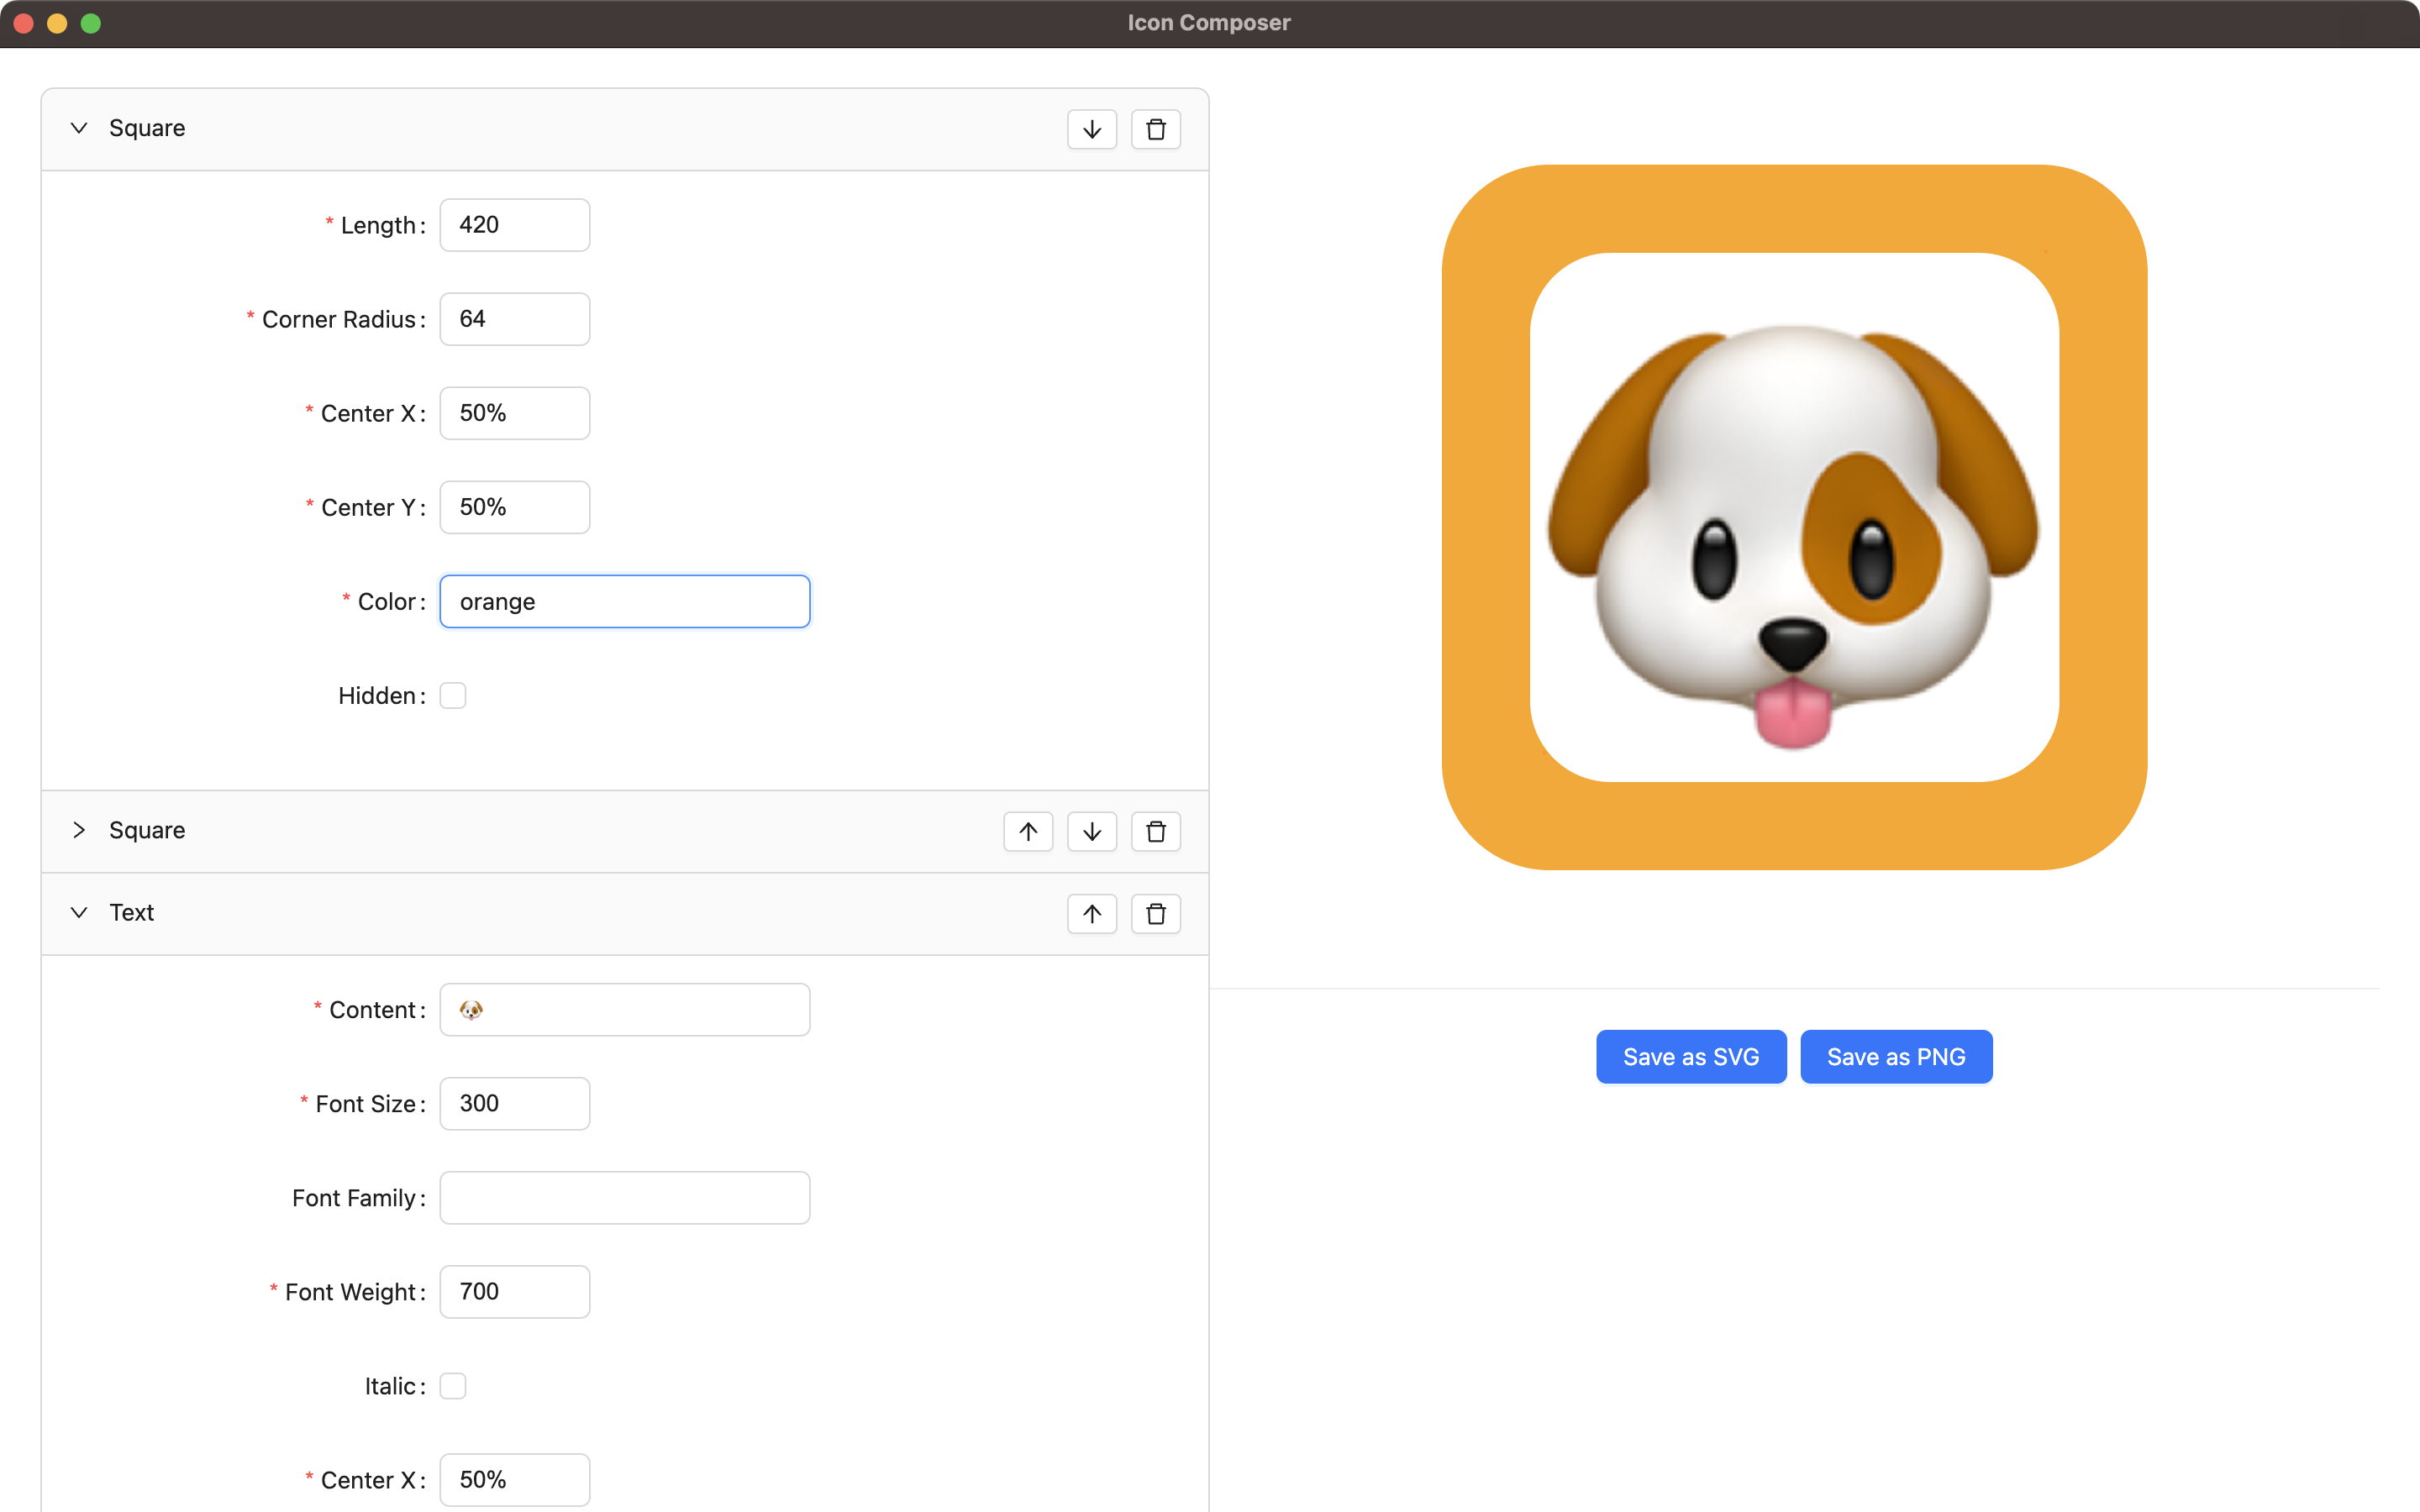 Icon Composer
Square
* Length: 420
* Corner Radius: 64
* Center X: 50%
* Center Y: 50%
* Color: orange
Hidden:
Square
Text
* Content: 🐶
* Font Size: 300
Font Family:
* Font Weight: 700
Italic:
* Center X: 50%
Save as SVG
Save as PNG